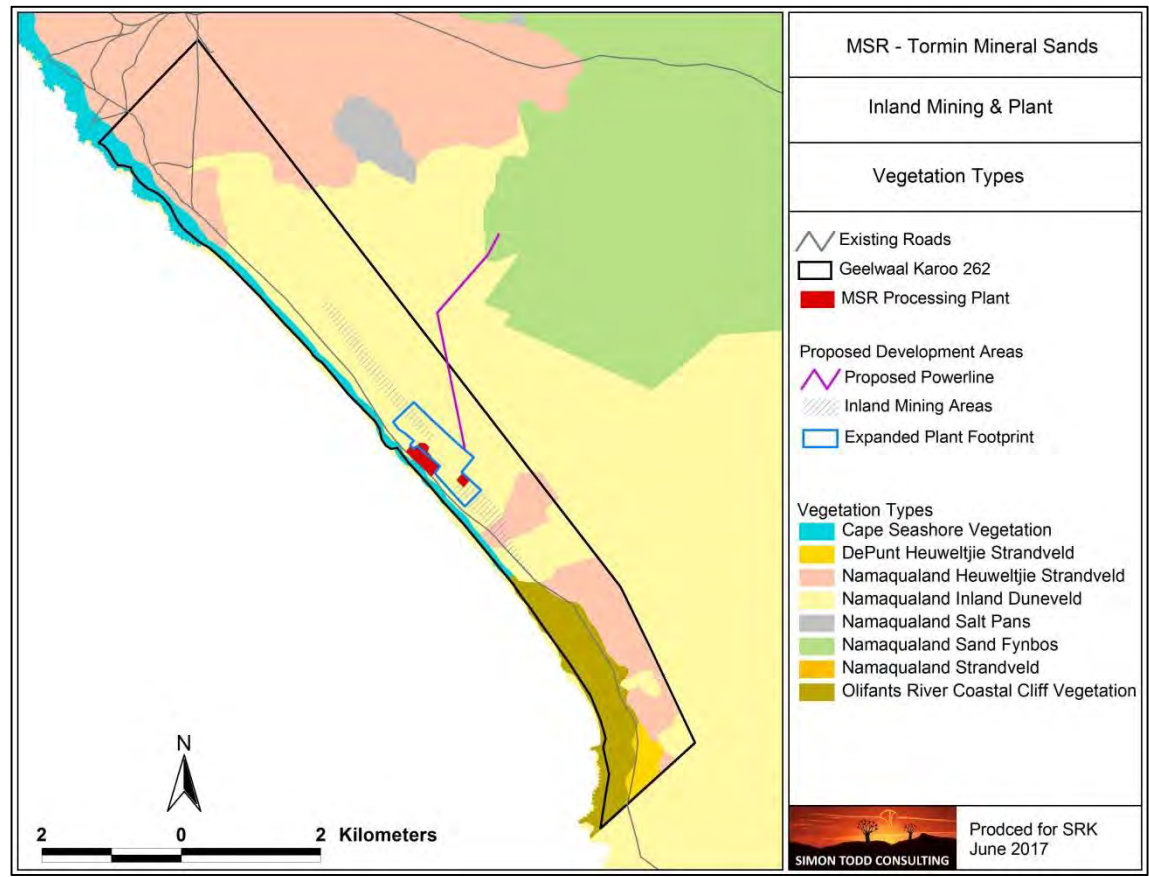 MSR - Tormin Mineral Sands
Inland Mining & Plant
Vegetation Types
Existing Roads
Geelwaal Karoo 262
MSR Processing Plant
Proposed Development Areas
Proposed Powerline
Inland Mining Areas
Expanded Plant Footprint
Vegetation Types
Cape Seashore Vegetation
DePunt Heuweltjie Strandveld
Namaqualand Heuweltjie Strandveld
Namaqualand Inland Duneveld
Namaqualand Salt Pans
Namaqualand Sand Fynbos
Namaqualand Strandveld
Olifants River Coastal Cliff Vegetation
N
2 0 2 Kilometers
SIMON TODD CONSULTING
Prodced for SRK
June 2017